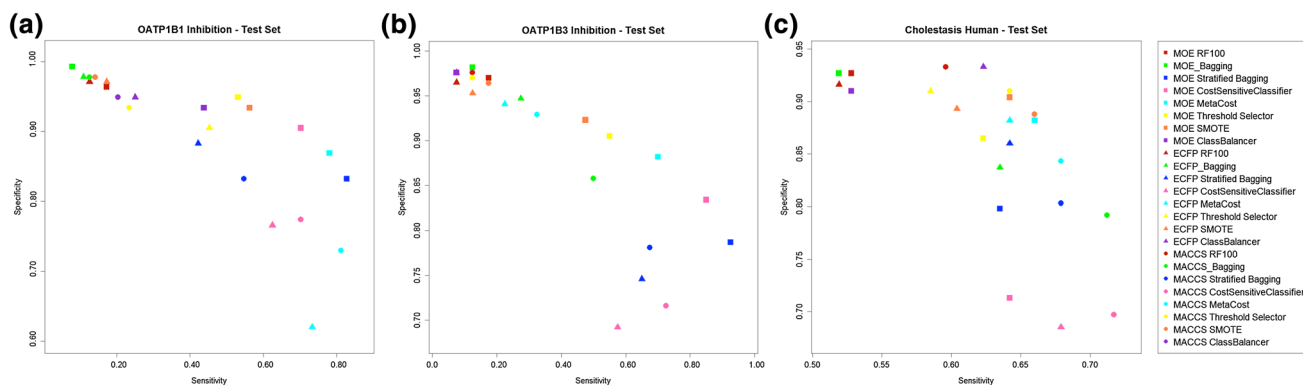 (a)
OATP1B1 Inhibition - Test Set
Specificity
1.00
0.90
0.80
0.70
0.60
0.20
0.40
0.60
0.80
Sensitivity
(b)
OATP1B3 Inhibition - Test Set
Specificity
1.00
0.95
0.90
0.85
0.80
0.75
0.70
0.0
0.20
0.40
0.60
0.80
1.00
Sensitivity
(c)
Cholestasis Human - Test Set
Specificity
0.95
0.90
0.85
0.80
0.75
0.50
0.55
0.60
0.65
0.70
Sensitivity
MOE RF100
MOE_Bagging
MOE Stratified Bagging
MOE CostSensitiveClassifier
MOE MetaCost
MOE Threshold Selector
MOE SMOTE
MOE ClassBalancer
ECFP RF100
ECFP_Bagging
ECFP Stratified Bagging
ECFP CostSensitiveClassifier
ECFP MetaCost
ECFP Threshold Selector
ECFP SMOTE
ECFP ClassBalancer
MACCS RF100
MACCS_Bagging
MACCS Stratified Bagging
MACCS CostSensitiveClassifier
MACCS MetaCost
MACCS Threshold Selector
MACCS SMOTE
MACCS ClassBalancer